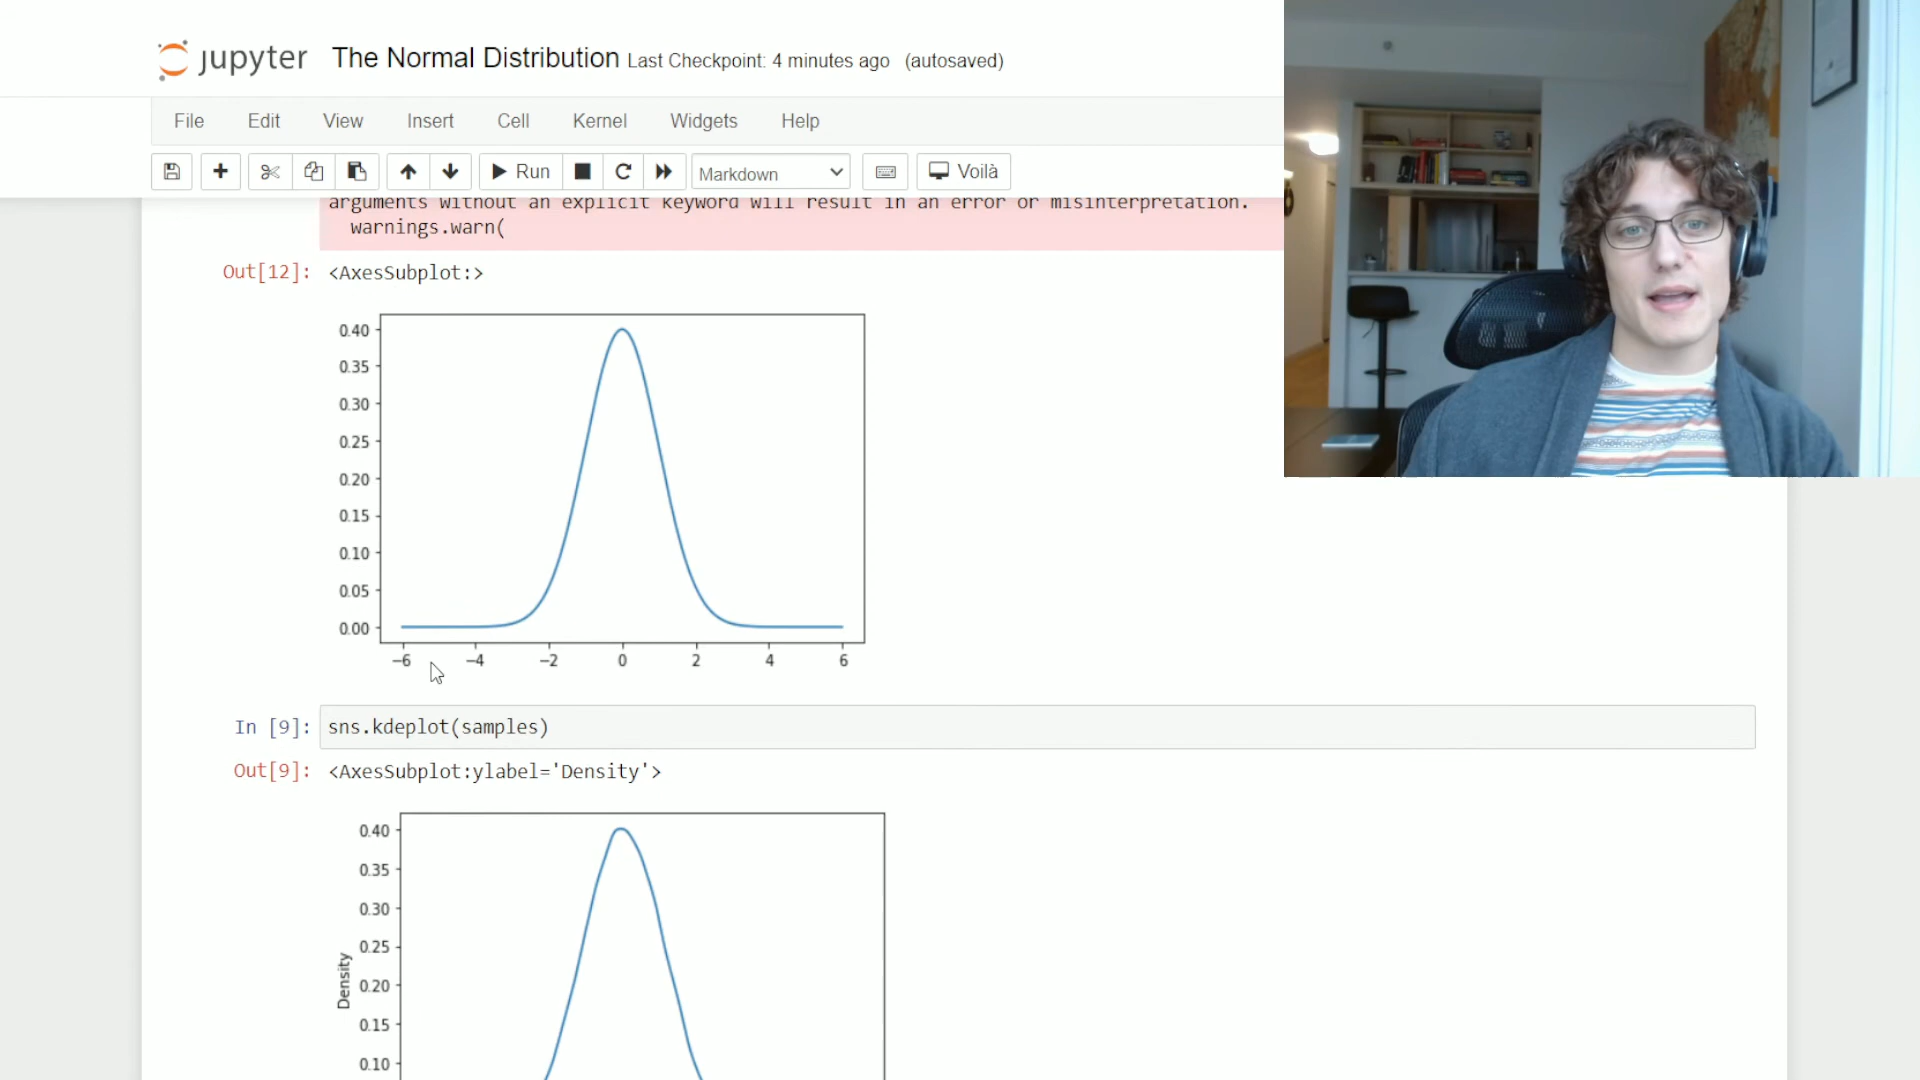 jupyter The Normal Distribution Last Checkpoint: 4 minutes ago (autosaved)
File Edit View Insert Cell Kernel Widgets Help
Run Markdown Voilà
arguments without an explicit keyword will result in an error or misinterpretation.
warnings.warn(
Out[12]: <AxesSubplot:>
0.40
0.35
0.30
0.25
0.20
0.15
0.10
0.05
0.00
−6 −4 −2 0 2 4 6
In [9]: sns.kdeplot(samples)
Out[9]: <AxesSubplot:ylabel='Density'>
0.40
0.35
0.30
0.25
0.20
0.15
0.10
Density